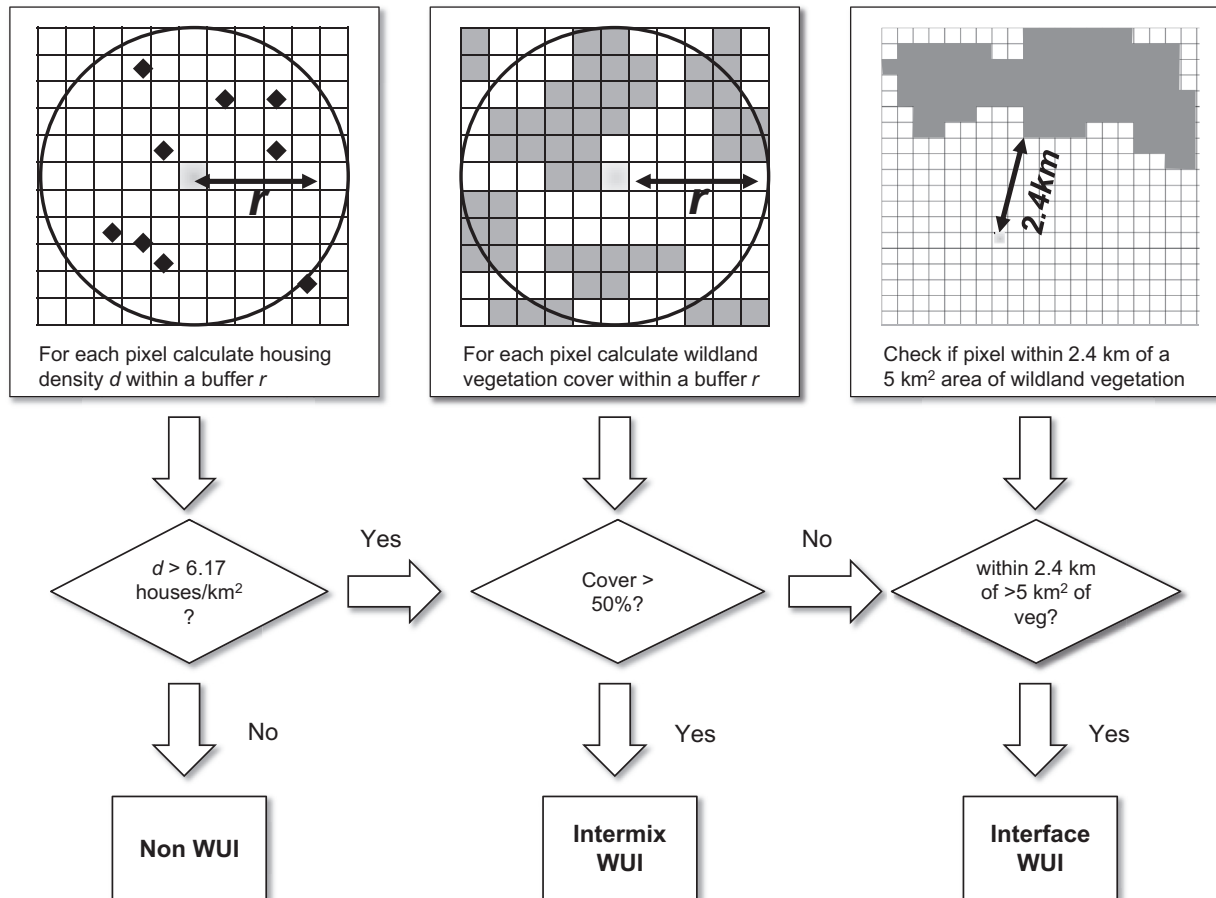 r
r
2.4km
For each pixel calculate housing
density d within a buffer r
For each pixel calculate wildland
vegetation cover within a buffer r
Check if pixel within 2.4 km of a
5 km² area of wildland vegetation
d > 6.17
houses/km²
?
Yes
Cover >
50%?
No
within 2.4 km
of >5 km² of
veg?
No
Yes
Yes
Non WUI
Intermix
WUI
Interface
WUI